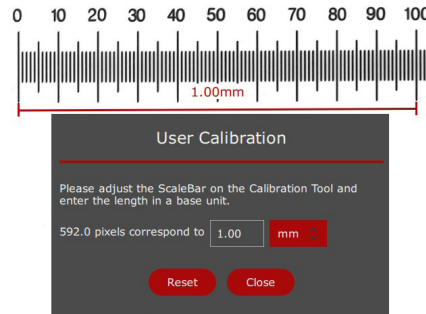 0 10 20 30 40 50 60 70 80 90 100
1.00mm
User Calibration
Please adjust the ScaleBar on the Calibration Tool and
enter the length in a base unit.
592.0 pixels correspond to 1.00 mm
Reset Close